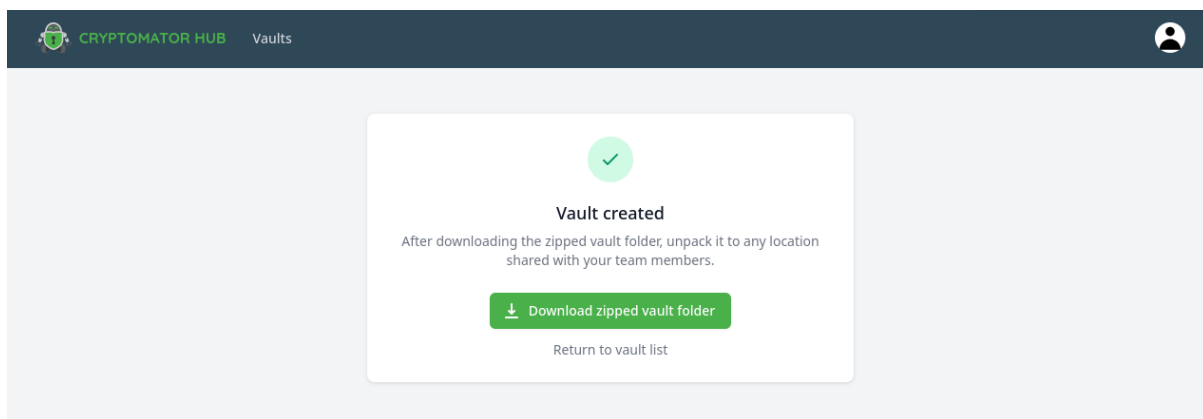 CRYPTOMATOR HUB Vaults
Vault created
After downloading the zipped vault folder, unpack it to any location
shared with your team members.
Download zipped vault folder
Return to vault list